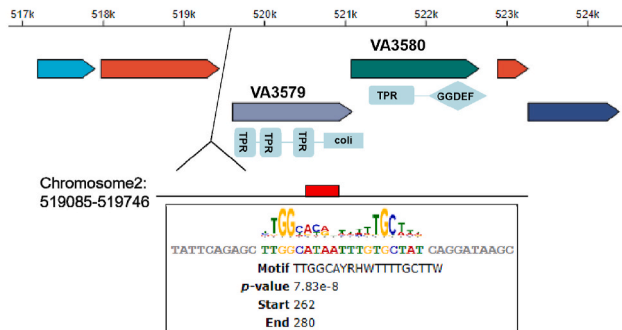 517k 518k 519k 520k 521k 522k 523k 524k
VA3580
VA3579
TPR GGDEF
TPR TPR TPR coli
Chromosome2:
519085-519746
TATTCAGAGC TTGGCATAATTTGTGCTAT CAGGATAAGC
Motif TTGGCAYRHWTTTTGCTTW
p-value 7.83e-8
Start 262
End 280